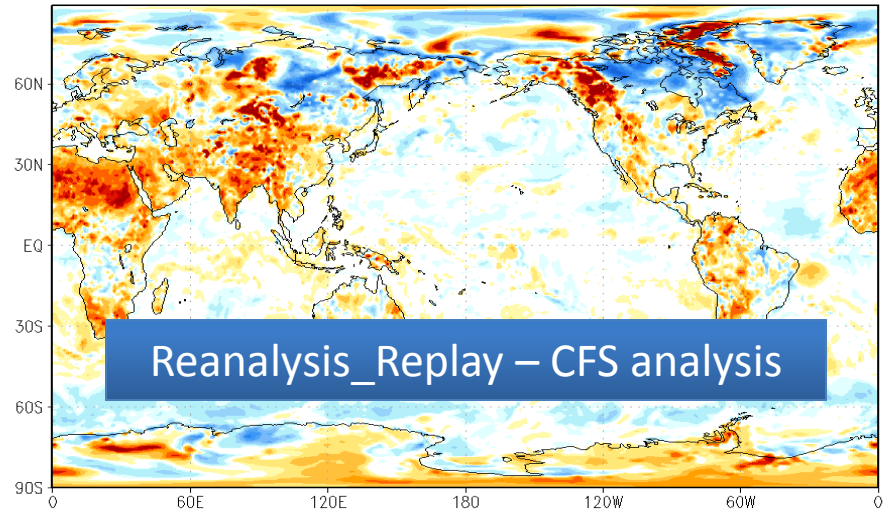 60N
30N
EQ
30S
Reanalysis_Replay – CFS analysis
60S
90S
0 60E 120E 180 120W 60W 0